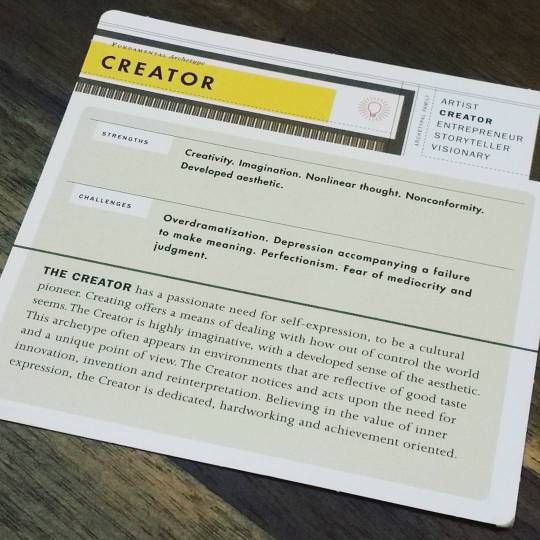 FUNDAMENTAL Archetype
CREATOR
ARCHETYPAL FAMILY
ARTIST
CREATOR
ENTREPRENEUR
STORYTELLER
VISIONARY
STRENGTHS
Creativity. Imagination. Nonlinear thought. Nonconformity.
Developed aesthetic.
CHALLENGES
Overdramatization. Depression accompanying a failure
to make meaning. Perfectionism. Fear of mediocrity and
judgment.
THE CREATOR has a passionate need for self-expression, to be a cultural
pioneer. Creating offers a means of dealing with how out of control the world
seems. The Creator is highly imaginative, with a developed sense of the aesthetic.
This archetype often appears in environments that are reflective of good taste
and a unique point of view. The Creator notices and acts upon the need for
innovation, invention and reinterpretation. Believing in the value of inner
expression, the Creator is dedicated, hardworking and achievement oriented.